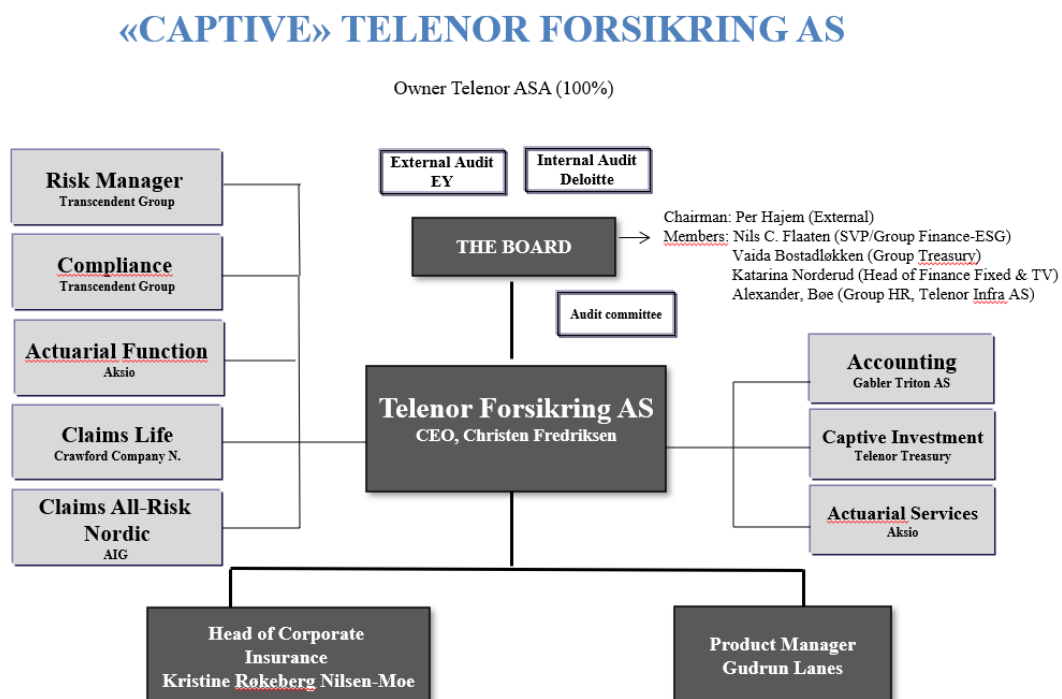 «CAPTIVE» TELENOR FORSIKRING AS
Owner Telenor ASA (100%)
External Audit
EY
Internal Audit
Deloitte
Risk Manager
Transcendent Group
Compliance
Transcendent Group
Actuarial Function
Aksio
Claims Life
Crawford Company N.
Claims All-Risk
Nordic
AIG
THE BOARD
Chairman: Per Hajem (External)
Members: Nils C. Flaaten (SVP/Group Finance-ESG)
Vaida Bostadløkken (Group Treasury)
Katarina Norderud (Head of Finance Fixed & TV)
Alexander, Bøe (Group HR, Telenor Infra AS)
Audit committee
Telenor Forsikring AS
CEO, Christen Fredriksen
Accounting
Gabler Triton AS
Captive Investment
Telenor Treasury
Actuarial Services
Aksio
Head of Corporate
Insurance
Kristine Røkeberg Nilsen-Moe
Product Manager
Gudrun Lanes